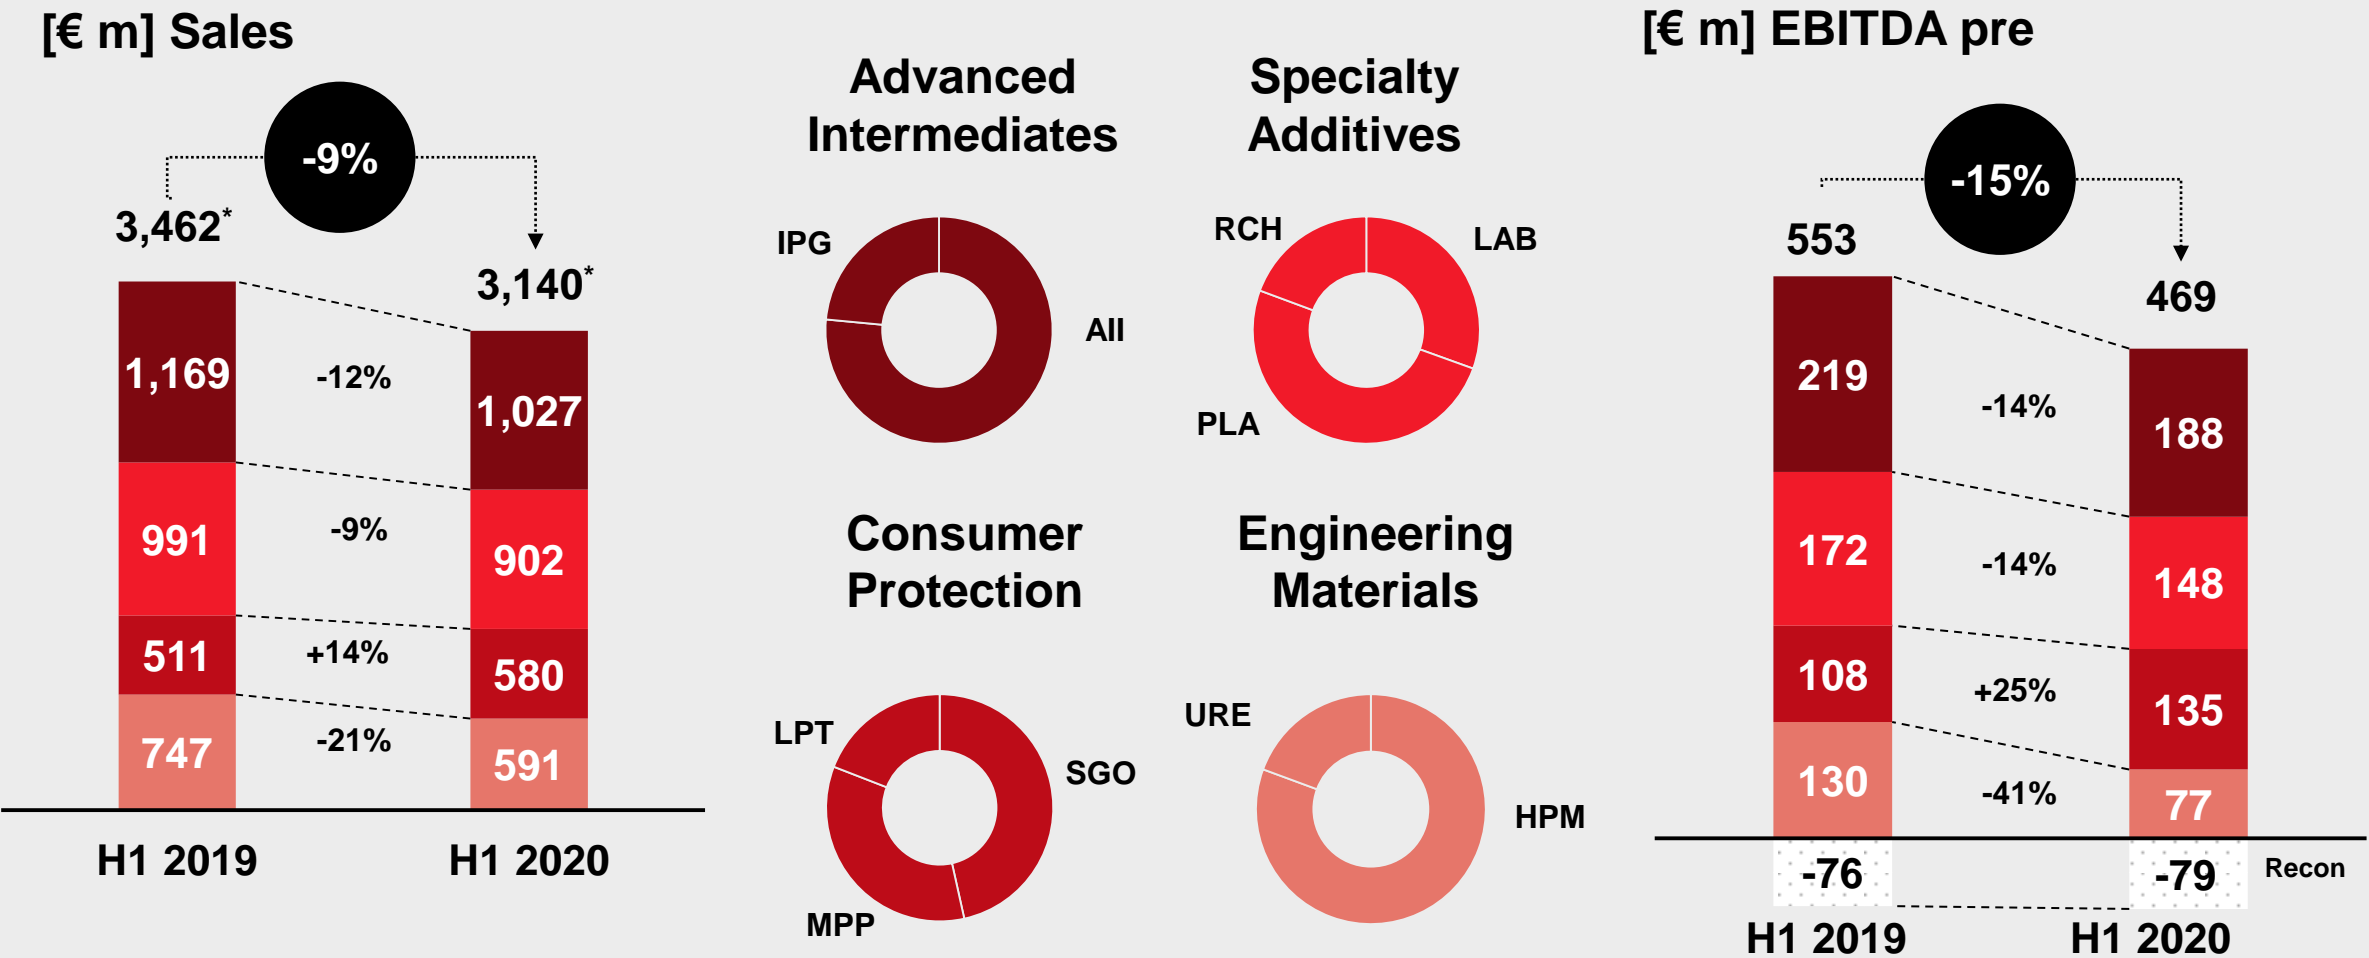 [€ m] Sales
-9%
3,462*
3,140*
1,169
-12%
1,027
991
-9%
902
511
+14%
580
747
-21%
591
H1 2019
H1 2020
Advanced
Intermediates
IPG
AII
Specialty
Additives
RCH
LAB
PLA
Consumer
Protection
LPT
SGO
MPP
Engineering
Materials
URE
HPM
[€ m] EBITDA pre
-15%
553
469
219
-14%
188
172
-14%
148
108
+25%
135
130
-41%
77
-76
-79
Recon
H1 2019
H1 2020